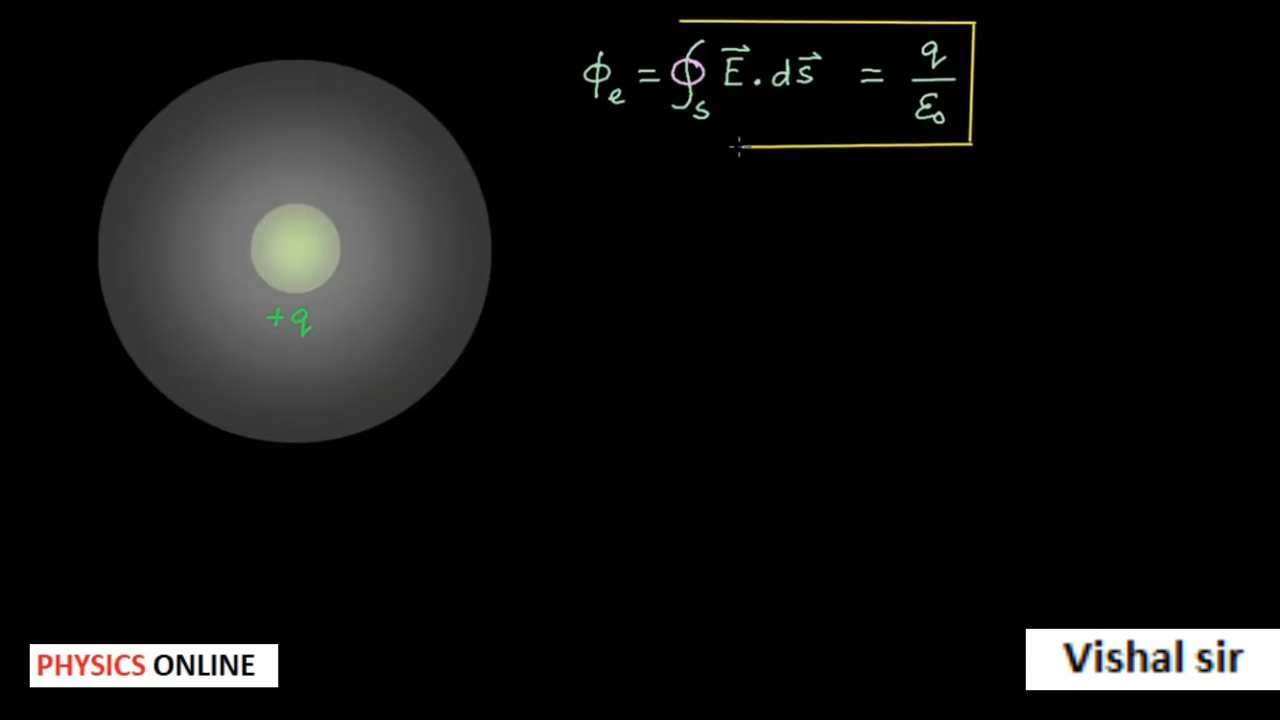 ϕₑ = ∮ₛ E⃗ . ds⃗ = q/ε₀
+q
PHYSICS ONLINE
Vishal sir